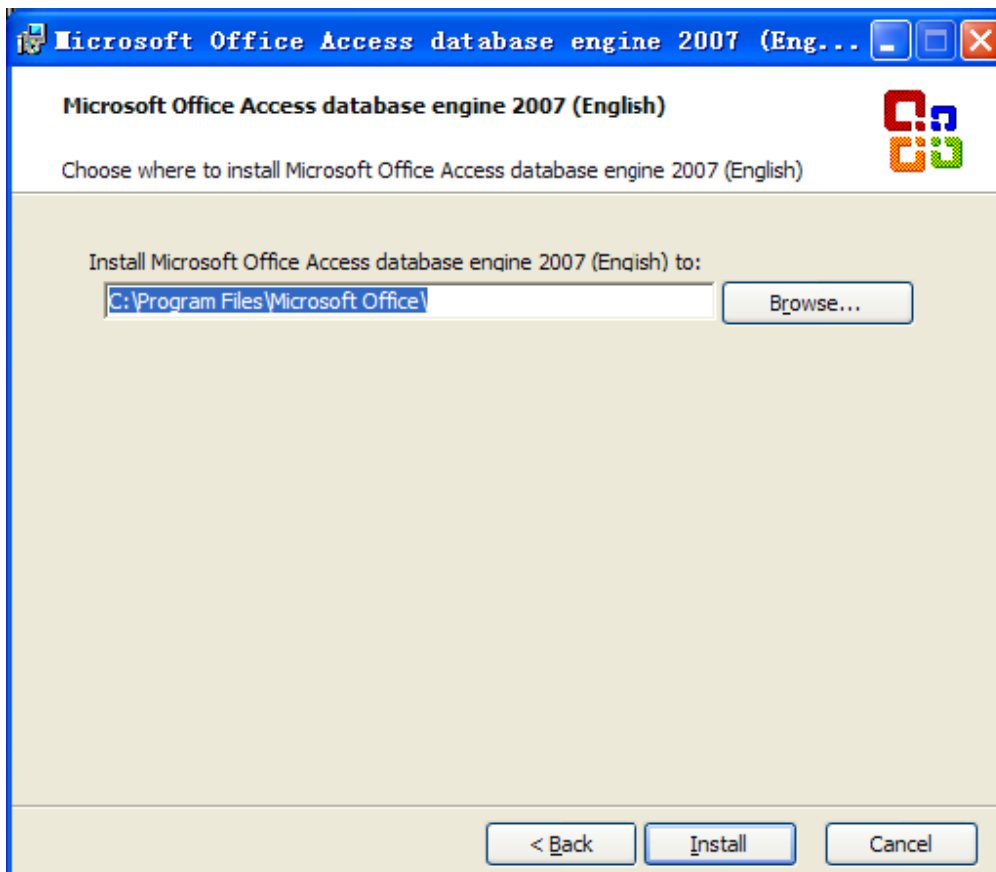 Microsoft Office Access database engine 2007 (Eng...
Microsoft Office Access database engine 2007 (English)
Choose where to install Microsoft Office Access database engine 2007 (English)
Install Microsoft Office Access database engine 2007 (Engish) to:
C:\Program Files\Microsoft Office\
Browse...
< Back
Install
Cancel